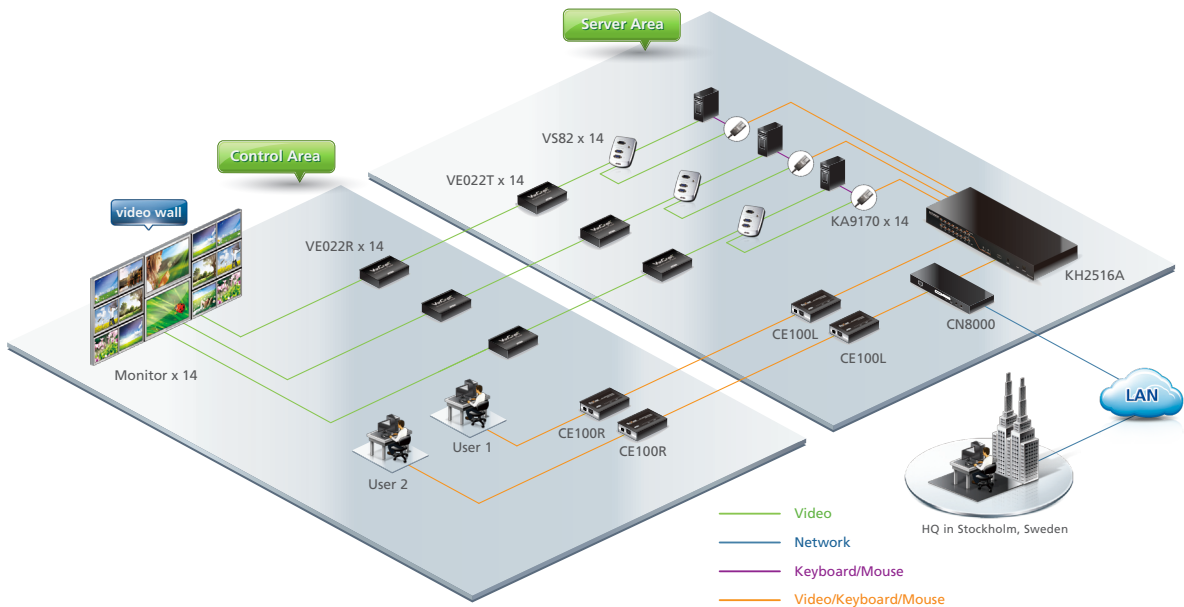 Server Area
VS82 x 14
Control Area
VE022T x 14
video wall
KA9170 x 14
VE022R x 14
KH2516A
CN8000
CE100L
CE100L
Monitor x 14
LAN
CE100R
User 1
CE100R
User 2
Video
HQ in Stockholm, Sweden
Network
Keyboard/Mouse
Video/Keyboard/Mouse